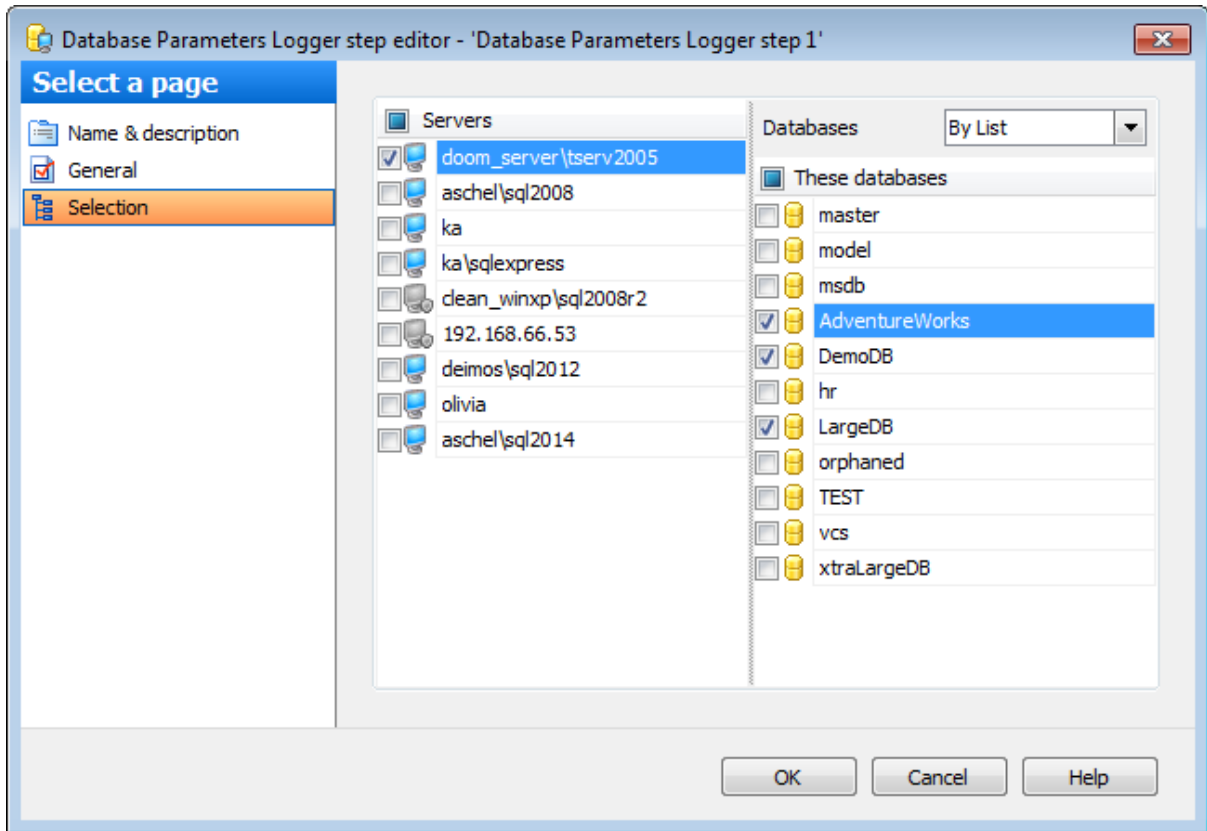 Database Parameters Logger step editor - 'Database Parameters Logger step 1'
Select a page
Name & description
General
Selection
Servers
doom_server\tserv2005
aschel\sql2008
ka
ka\sqlexpress
clean_winxp\sql2008r2
192.168.66.53
deimos\sql2012
olivia
aschel\sql2014
Databases
By List
These databases
master
model
msdb
AdventureWorks
DemoDB
hr
LargeDB
orphaned
TEST
vcs
xtraLargeDB
OK
Cancel
Help